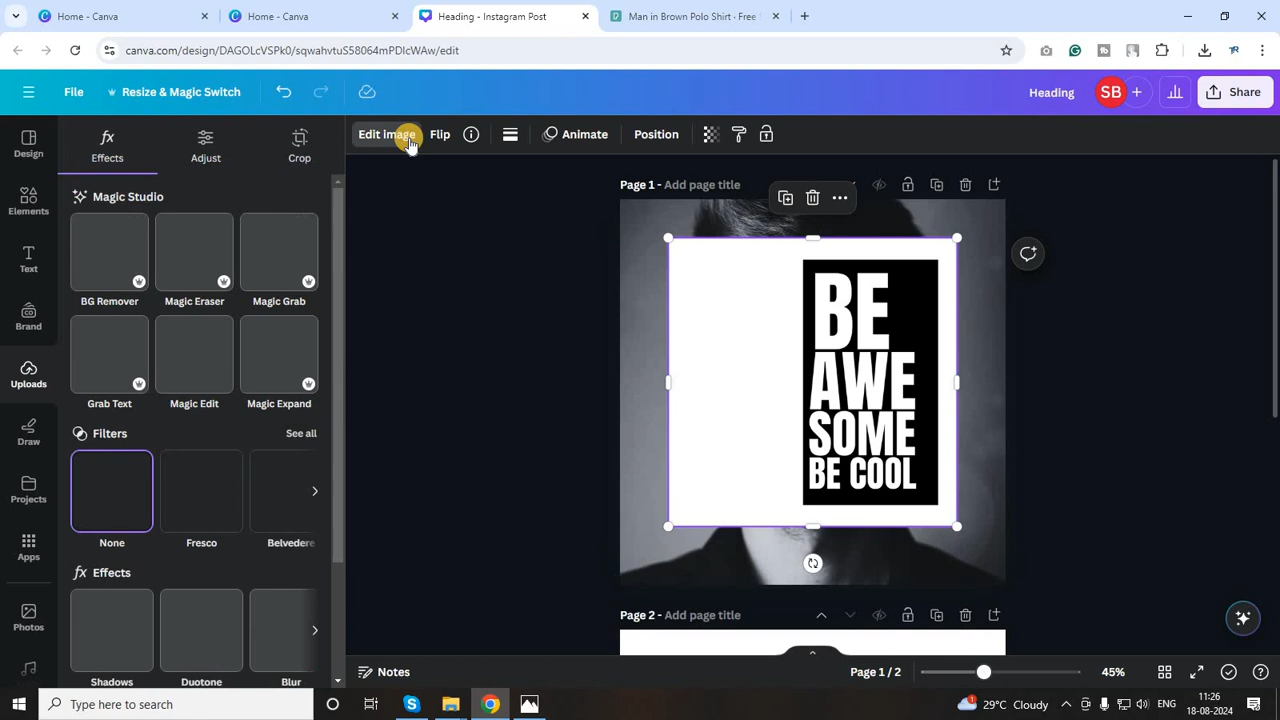 Home - Canva
Home - Canva
Heading - Instagram Post
Man in Brown Polo Shirt · Free
canva.com/design/DAGOLcVSPk0/sqwahvtuS58064mPDIcWAw/edit
File
Resize & Magic Switch
Heading
SB
Share
Design
Elements
Text
Brand
Uploads
Draw
Projects
Apps
Photos
Effects
Adjust
Crop
Magic Studio
BG Remover
Magic Eraser
Magic Grab
Grab Text
Magic Edit
Magic Expand
Filters
See all
None
Fresco
Belvedere
Effects
Shadows
Duotone
Blur
Edit image
Flip
Animate
Position
Page 1 - Add page title
BE
AWE
SOME
BE COOL
Page 2 - Add page title
Notes
Page 1 / 2
45%
Type here to search
29°C Cloudy
ENG
11:26
18-08-2024